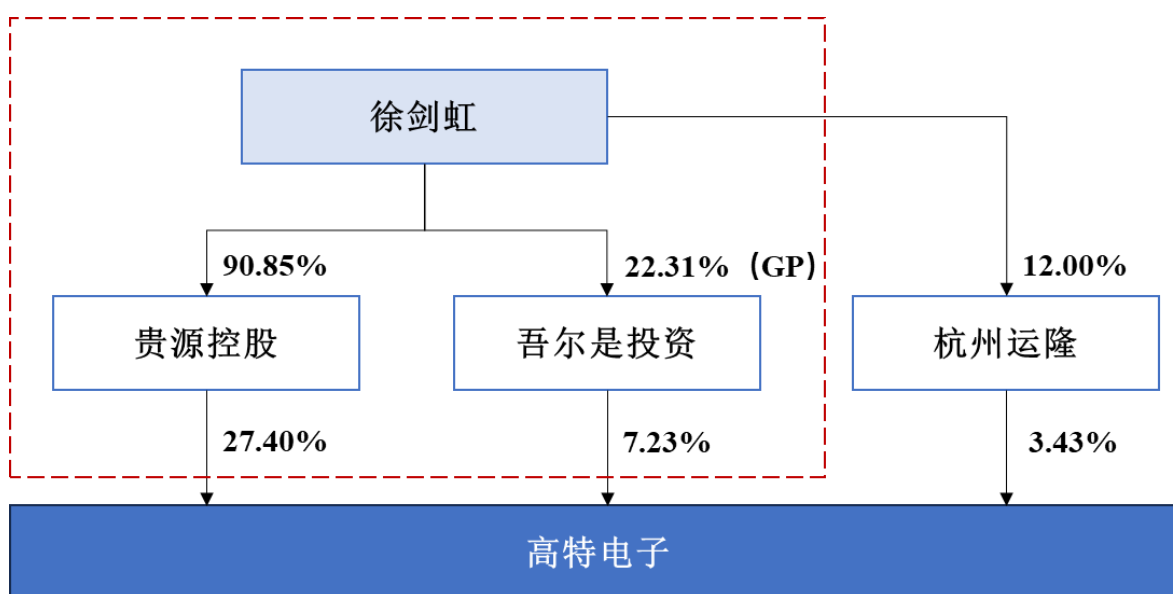 徐剑虹
90.85%
22.31%（GP）
12.00%
贵源控股
吾尔是投资
杭州运隆
27.40%
7.23%
3.43%
高特电子